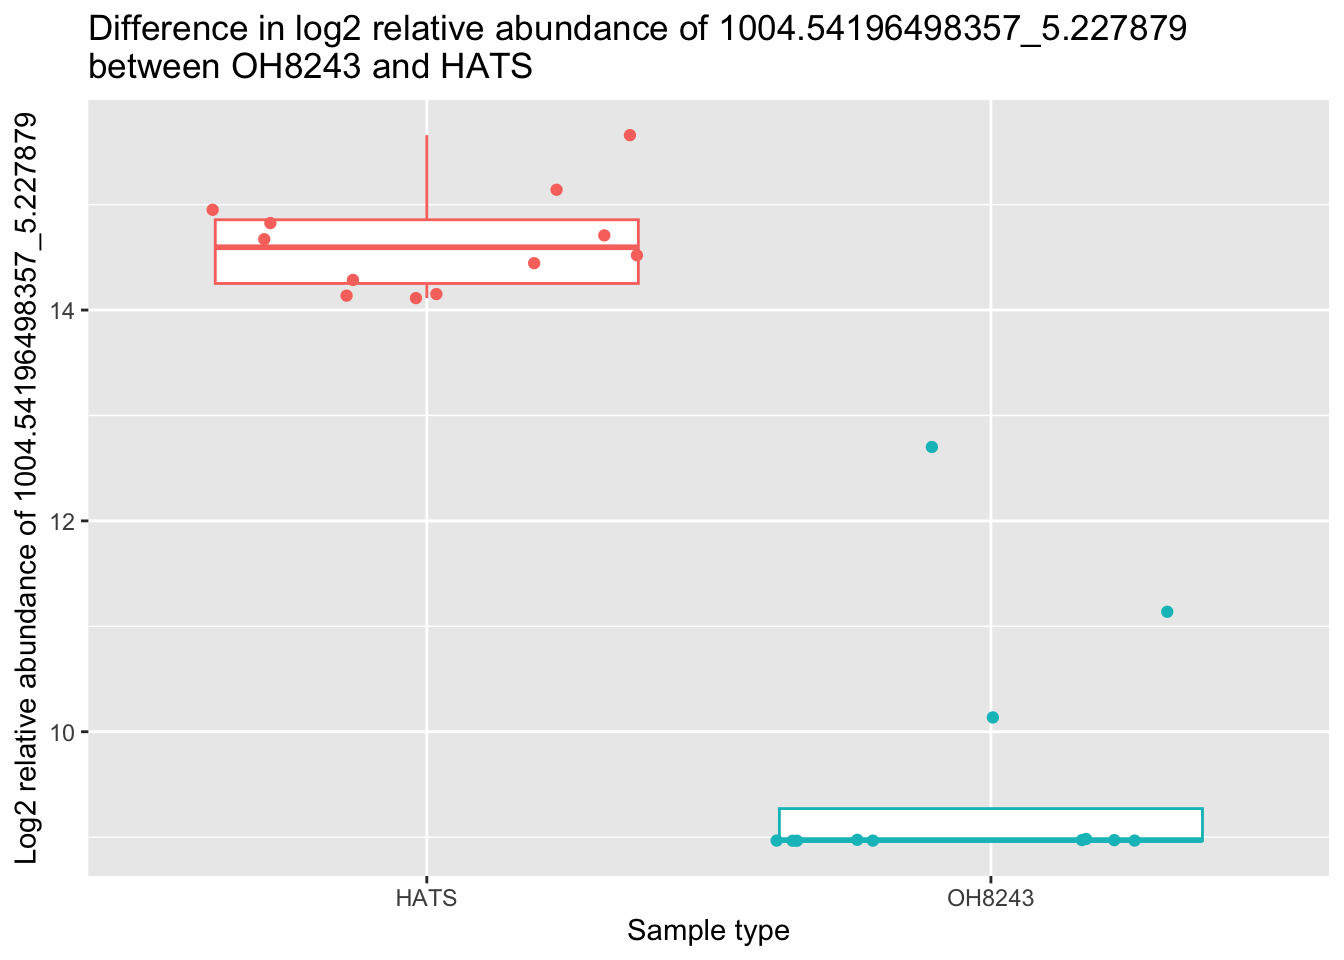 Difference in log2 relative abundance of 1004.54196498357_5.227879
between OH8243 and HATS
Log2 relative abundance of 1004.54196498357_5.227879
14
12
10
HATS
OH8243
Sample type